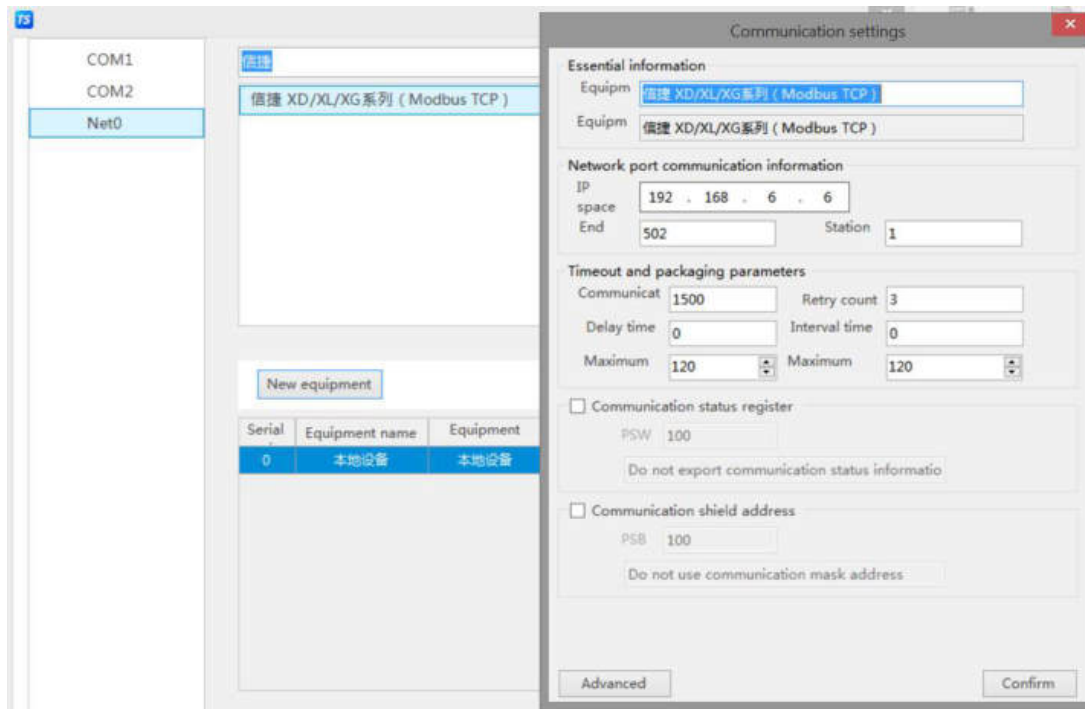 TS
COM1
COM2
Net0
信捷
信捷 XD/XL/XG系列 ( Modbus TCP )
New equipment
Serial
Equipment name
Equipment
0
本地设备
本地设备
Communication settings
Essential information
Equipm
信捷 XD/XL/XG系列 ( Modbus TCP )
Equipm
信捷 XD/XL/XG系列 ( Modbus TCP )
Network port communication information
IP
space
192 . 168 . 6 . 6
End
502
Station
1
Timeout and packaging parameters
Communicat
1500
Retry count
3
Delay time
0
Interval time
0
Maximum
120
Maximum
120
Communication status register
PSW
100
Do not export communication status informatio
Communication shield address
PSB
100
Do not use communication mask address
Advanced
Confirm